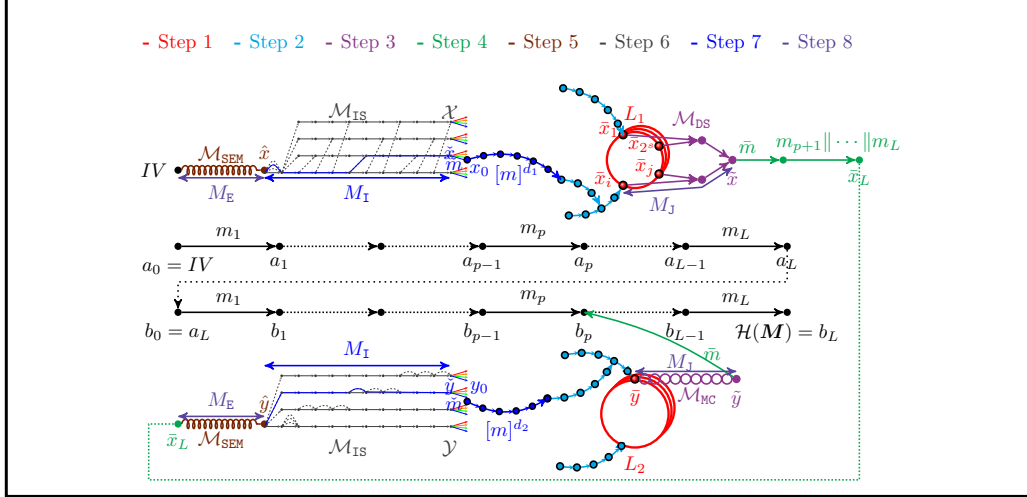 - Step 1 - Step 2 - Step 3 - Step 4 - Step 5 - Step 6 - Step 7 - Step 8
M_IS 𝒳 L_1 M_DS
x̄_1 x̄_{2^s} m̄ m_{p+1}‖ ⋯ ‖m_L
IV M_SEM x̂ x̌ m̌ x_0 [m]^{d_1} x̄_i x̄_j x̃ x̄_L
M_E M_I M_J
m_1 m_p m_L
a_0 = IV a_1 a_{p−1} a_p a_{L−1} a_L
m_1 m_p m_L
b_0 = a_L b_1 b_{p−1} b_p b_{L−1} ℋ(M) = b_L
M_I M_J m̄
M_E ŷ y̌ y_0 m̌ ȳ M_MC ỹ
x̄_L M_SEM M_IS 𝒴 [m]^{d_2}
L_2